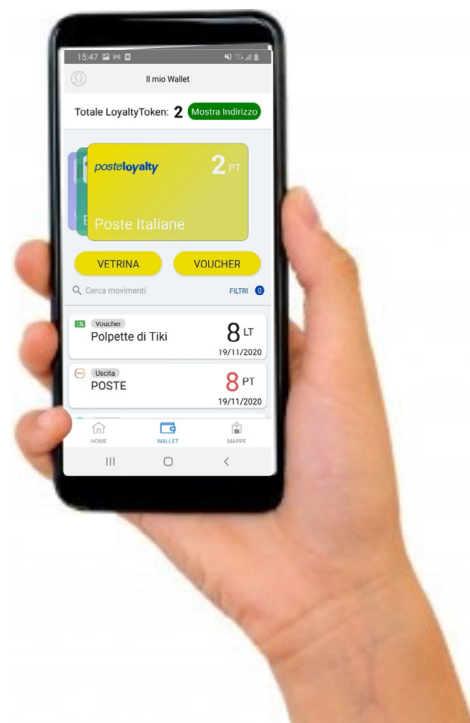 15:47
Il mio Wallet
Totale LoyaltyToken: 2 Mostra Indirizzo
posteloyalty 2 PT
Poste Italiane
VETRINA VOUCHER
Cerca movimenti FILTRI 0
Voucher
Polpette di Tiki 8 LT
19/11/2020
Uscita
POSTE 8 PT
19/11/2020
HOME WALLET MAPPE